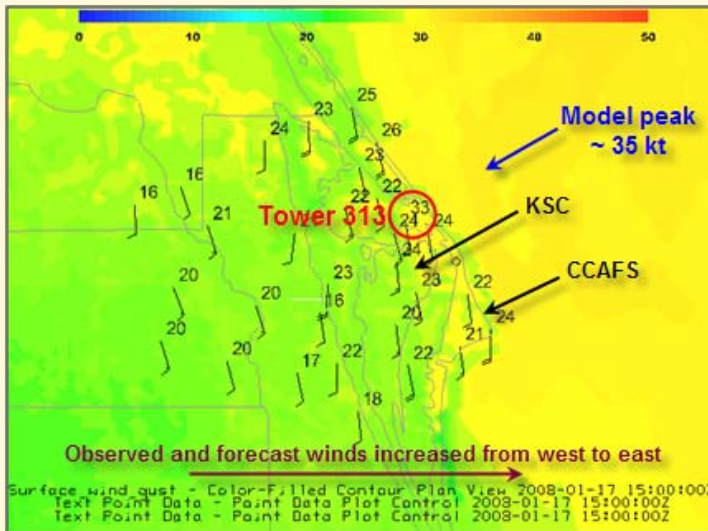 0 10 20 30 40 50
25
24 23 26
Model peak
~ 35 kt
23
16 16 22 22
Tower 313 33
24 24
KSC
21
24
23 23
CCAFS
20 22
20 16 20 24
21
20 20 17 22 22
18
Observed and forecast winds increased from west to east
Surface wind gust - Color-Filled Contour Plan View 2008-01-17 15:00:00Z
Text Point Data - Point Data Plot Control 2008-01-17 15:00:00Z
Text Point Data - Point Data Plot Control 2008-01-17 15:00:00Z